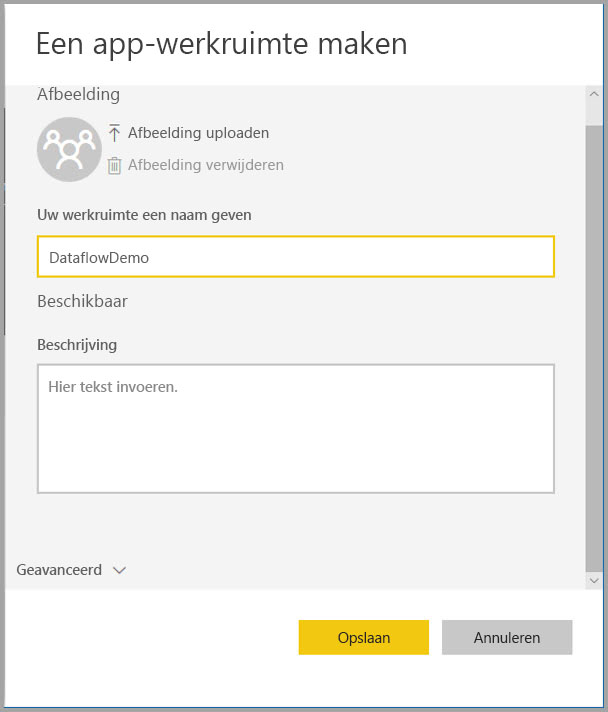 Een app-werkruimte maken
Afbeelding
Afbeelding uploaden
Afbeelding verwijderen
Uw werkruimte een naam geven
DataflowDemo
Beschikbaar
Beschrijving
Hier tekst invoeren.
Geavanceerd
Opslaan
Annuleren